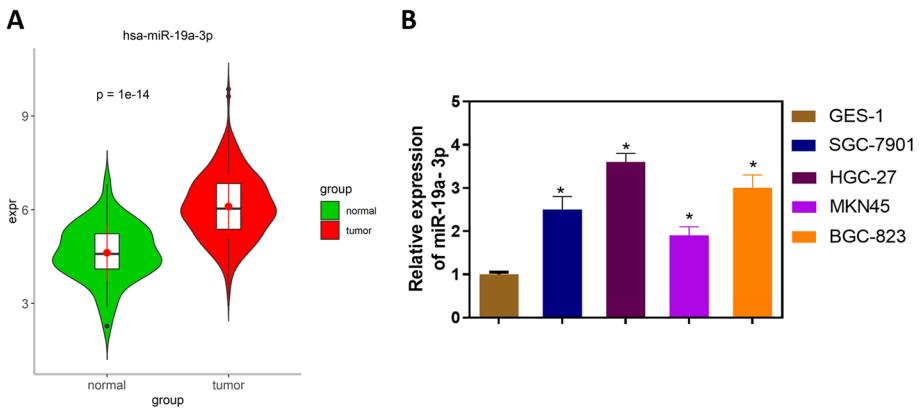 A
hsa-miR-19a-3p
p = 1e-14
9
6
3
expr
normal
tumor
group
group
normal
tumor
B
Relative expression
of miR-19a- 3p
5
4
3
2
1
0
*
*
*
*
GES-1
SGC-7901
HGC-27
MKN45
BGC-823